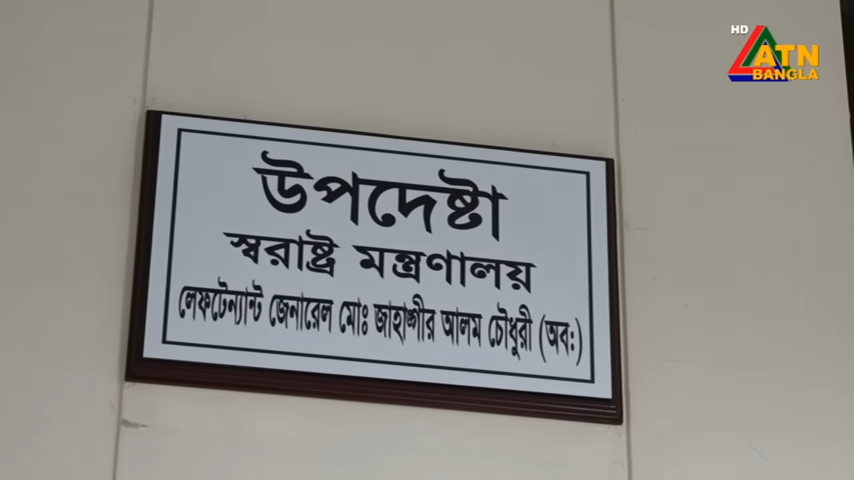 HD
ATN
BANGLA
উপদেষ্টা
স্বরাষ্ট্র মন্ত্রণালয়
লেফটেন্যান্ট জেনারেল মোঃ জাহাঙ্গীর আলম চৌধুরী (অব:)